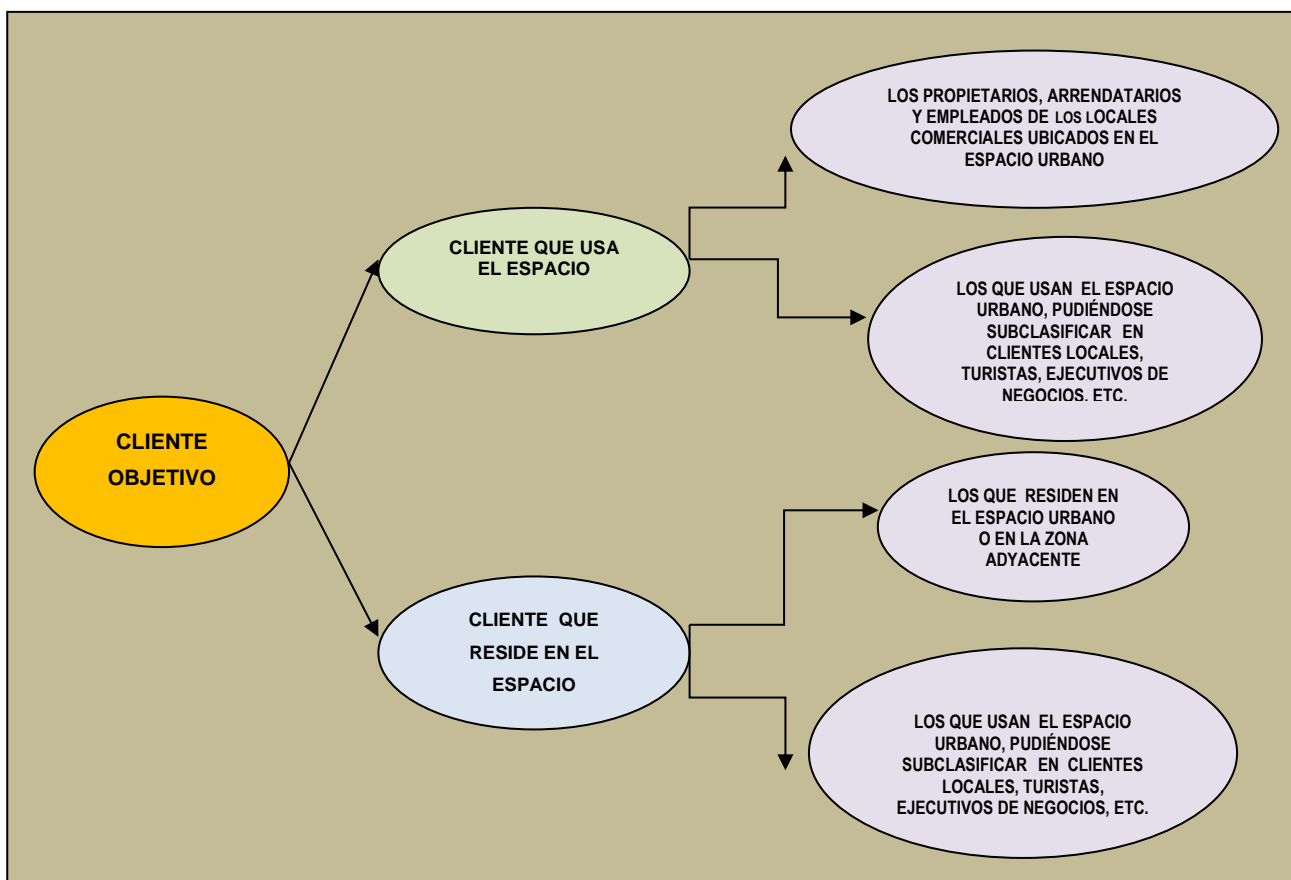 LOS PROPIETARIOS, ARRENDATARIOS
Y EMPLEADOS DE LOS LOCALES
COMERCIALES UBICADOS EN EL
ESPACIO URBANO
CLIENTE QUE USA
EL ESPACIO
LOS QUE USAN EL ESPACIO
URBANO, PUDIÉNDOSE
SUBCLASIFICAR EN
CLIENTES LOCALES,
TURISTAS, EJECUTIVOS DE
NEGOCIOS, ETC.
CLIENTE
OBJETIVO
LOS QUE RESIDEN EN
EL ESPACIO URBANO
O EN LA ZONA
ADYACENTE
CLIENTE QUE
RESIDE EN EL
ESPACIO
LOS QUE USAN EL ESPACIO
URBANO, PUDIÉNDOSE
SUBCLASIFICAR EN CLIENTES
LOCALES, TURISTAS,
EJECUTIVOS DE NEGOCIOS, ETC.